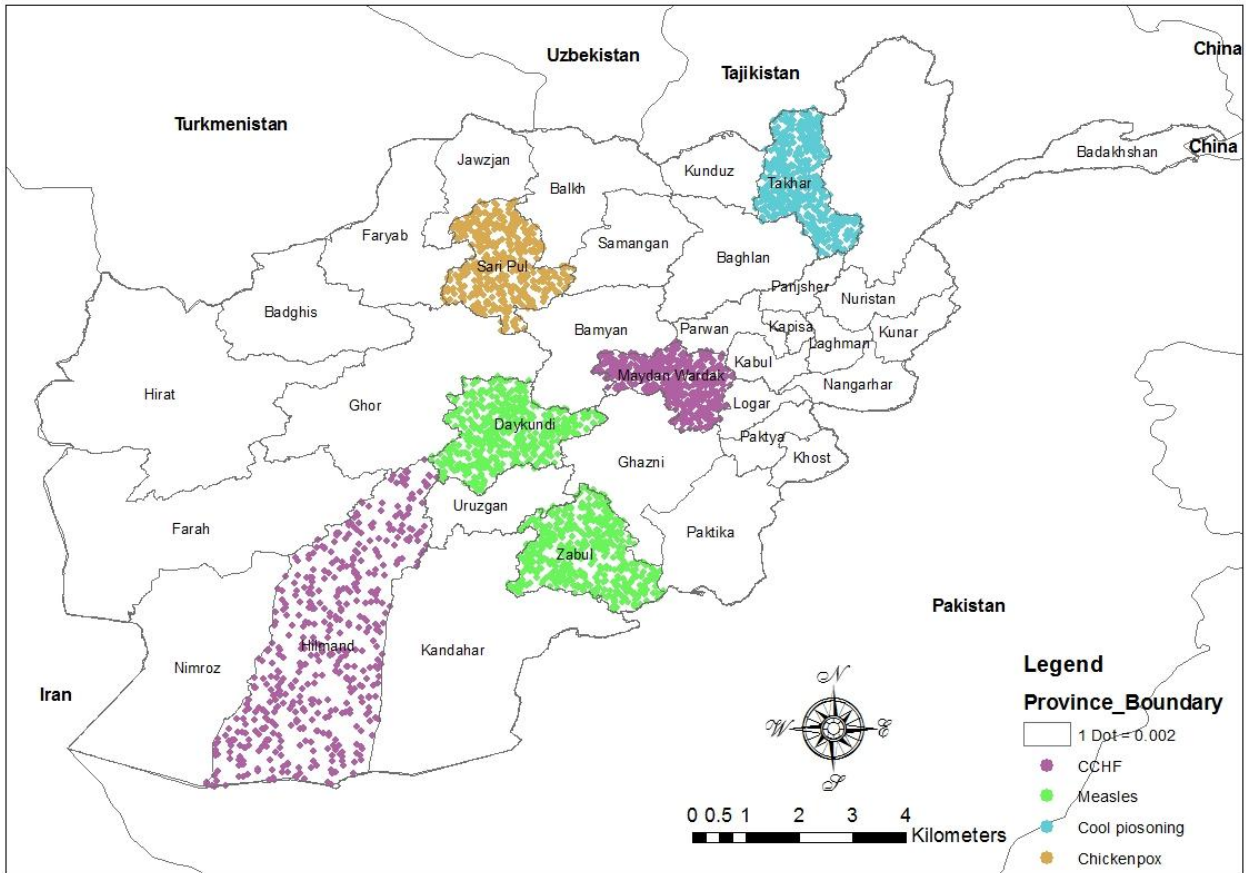 China
Uzbekistan
Tajikistan
Turkmenistan
China
Badakhshan
Jawzjan
Kunduz
Balkh
Takhar
Faryab
Samangan
Baghlan
Sari Pul
Panjsher
Nuristan
Badghis
Bamyan
Parwan
Kapisa
Kunar
Laghman
Kabul
Maydan Wardak
Nangarhar
Hirat
Ghor
Logar
Daykundi
Paktya
Khost
Ghazni
Uruzgan
Farah
Paktika
Zabul
Pakistan
Hilmand
Kandahar
Nimroz
Iran
N
W E
S
Legend
Province_Boundary
1 Dot = 0.002
CCHF
Measles
Cool piosoning
Chickenpox
0 0.5 1 2 3 4
Kilometers